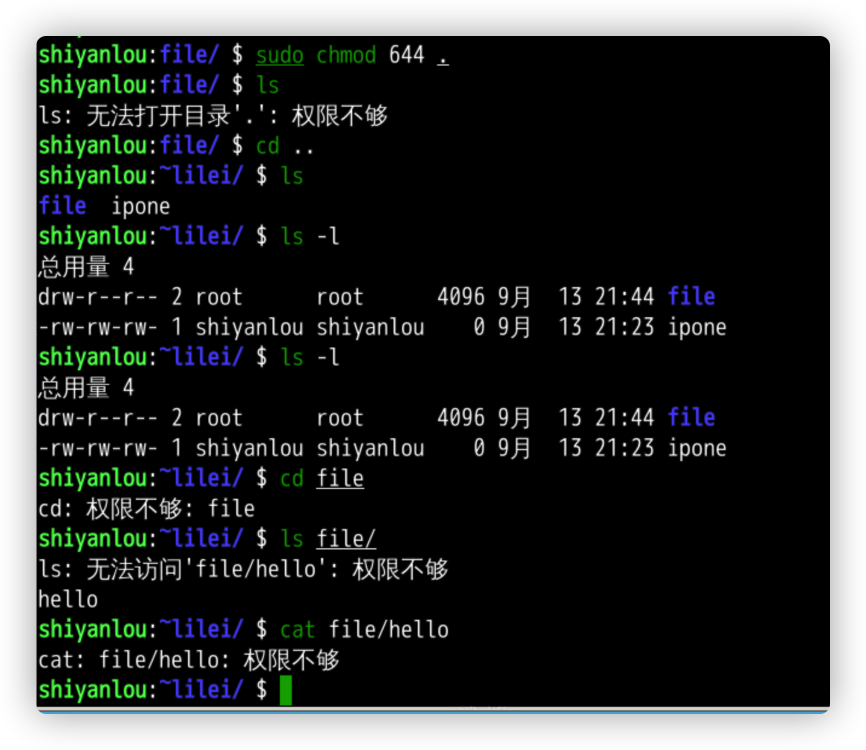 shiyanlou:file/ $ sudo chmod 644 .
shiyanlou:file/ $ ls
ls: 无法打开目录'.': 权限不够
shiyanlou:file/ $ cd ..
shiyanlou:~lilei/ $ ls
file  ipone
shiyanlou:~lilei/ $ ls -l
总用量 4
drw-r--r-- 2 root      root      4096 9月  13 21:44 file
-rw-rw-rw- 1 shiyanlou shiyanlou    0 9月  13 21:23 ipone
shiyanlou:~lilei/ $ ls -l
总用量 4
drw-r--r-- 2 root      root      4096 9月  13 21:44 file
-rw-rw-rw- 1 shiyanlou shiyanlou    0 9月  13 21:23 ipone
shiyanlou:~lilei/ $ cd file
cd: 权限不够: file
shiyanlou:~lilei/ $ ls file/
ls: 无法访问'file/hello': 权限不够
hello
shiyanlou:~lilei/ $ cat file/hello
cat: file/hello: 权限不够
shiyanlou:~lilei/ $